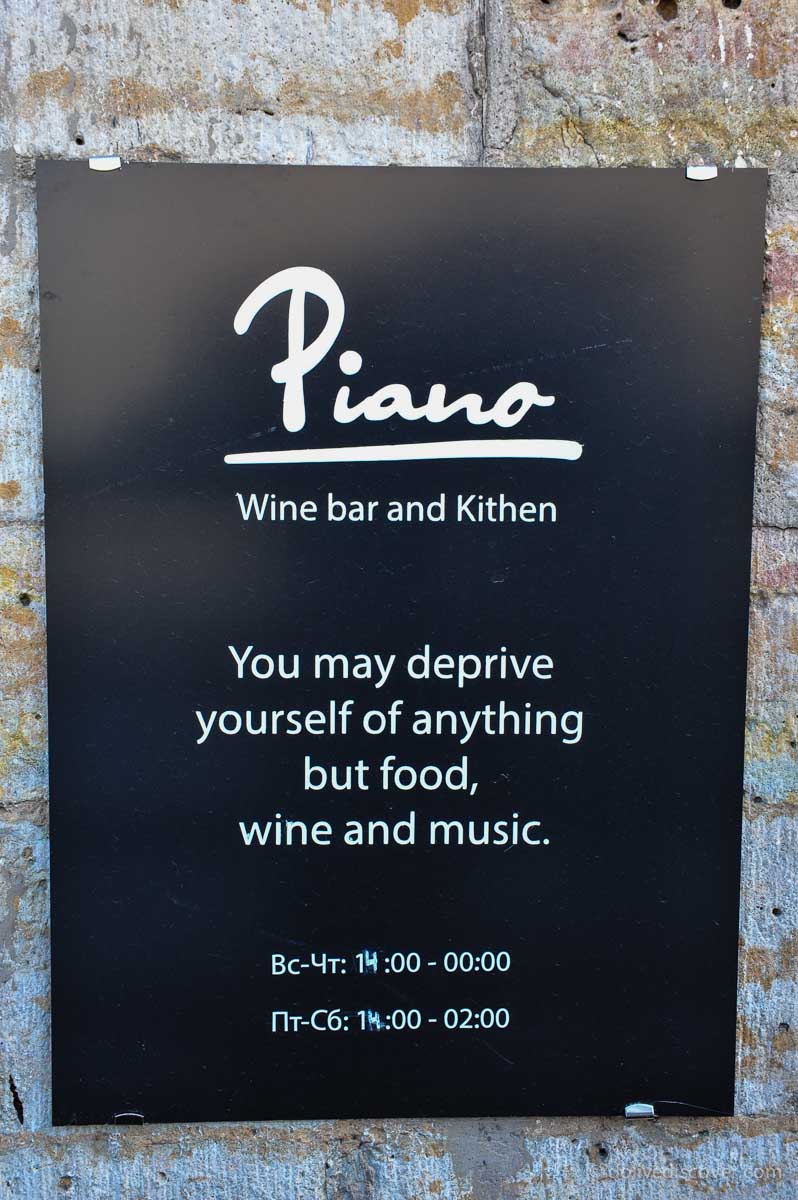 Piano
Wine bar and Kithen
You may deprive
yourself of anything
but food,
wine and music.
Вс-Чт: 14:00 - 00:00
Пт-Сб: 14:00 - 02:00